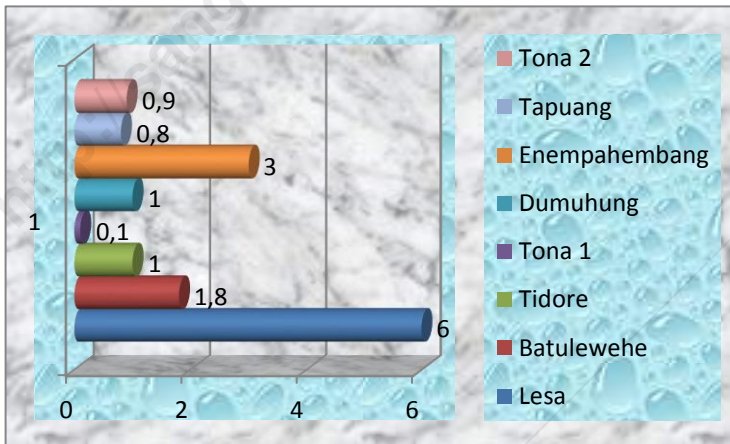 0,9
0,8
3
1
0,1
1
1,8
6
1
0 2 4 6
Tona 2
Tapuang
Enempahembang
Dumuhung
Tona 1
Tidore
Batulewehe
Lesa